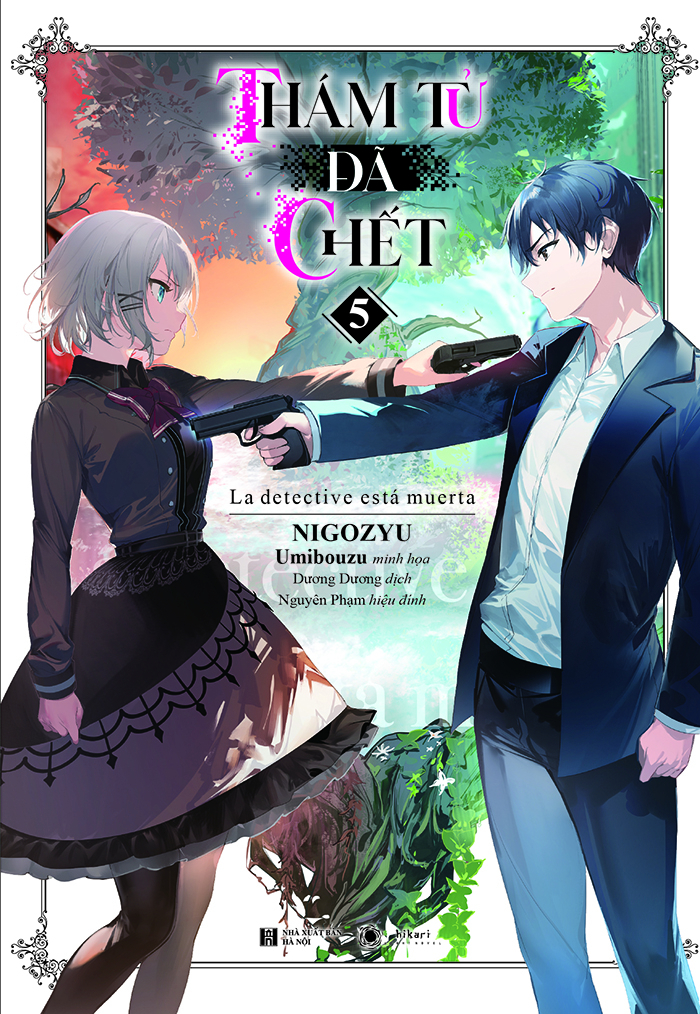 THÁM TỬ
ĐÃ
CHẾT
5
La detective está muerta
NIGOZYU
Umibouzu minh họa
Dương Dương dịch
Nguyên Phạm hiệu đính
NHÀ XUẤT BẢN
HÀ NỘI
hikari